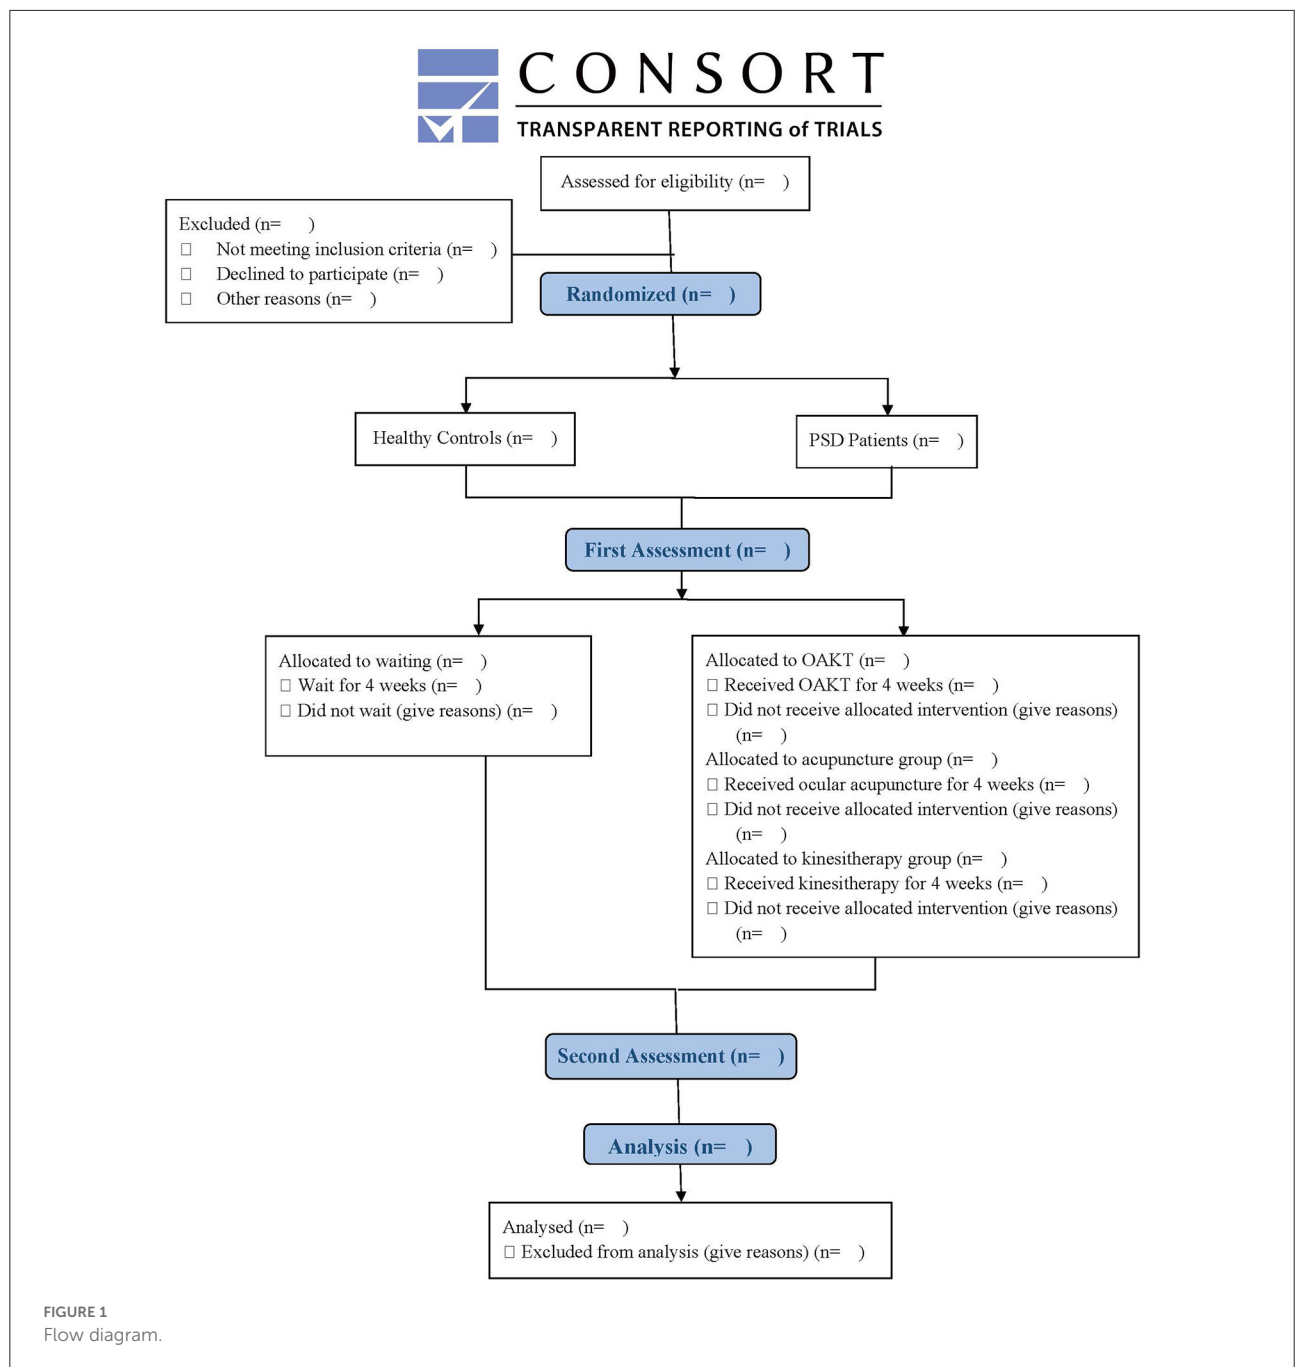 CONSORT
TRANSPARENT REPORTING of TRIALS
Assessed for eligibility (n= )
Excluded (n= )
□ Not meeting inclusion criteria (n= )
□ Declined to participate (n= )
□ Other reasons (n= )
Randomized (n= )
Healthy Controls (n= )
PSD Patients (n= )
First Assessment (n= )
Allocated to waiting (n= )
□ Wait for 4 weeks (n= )
□ Did not wait (give reasons) (n= )
Allocated to OAKT (n= )
□ Received OAKT for 4 weeks (n= )
□ Did not receive allocated intervention (give reasons)
(n= )
Allocated to acupuncture group (n= )
□ Received ocular acupuncture for 4 weeks (n= )
□ Did not receive allocated intervention (give reasons)
(n= )
Allocated to kinesitherapy group (n= )
□ Received kinesitherapy for 4 weeks (n= )
□ Did not receive allocated intervention (give reasons)
(n= )
Second Assessment (n= )
Analysis (n= )
Analysed (n= )
□ Excluded from analysis (give reasons) (n= )
FIGURE 1
Flow diagram.